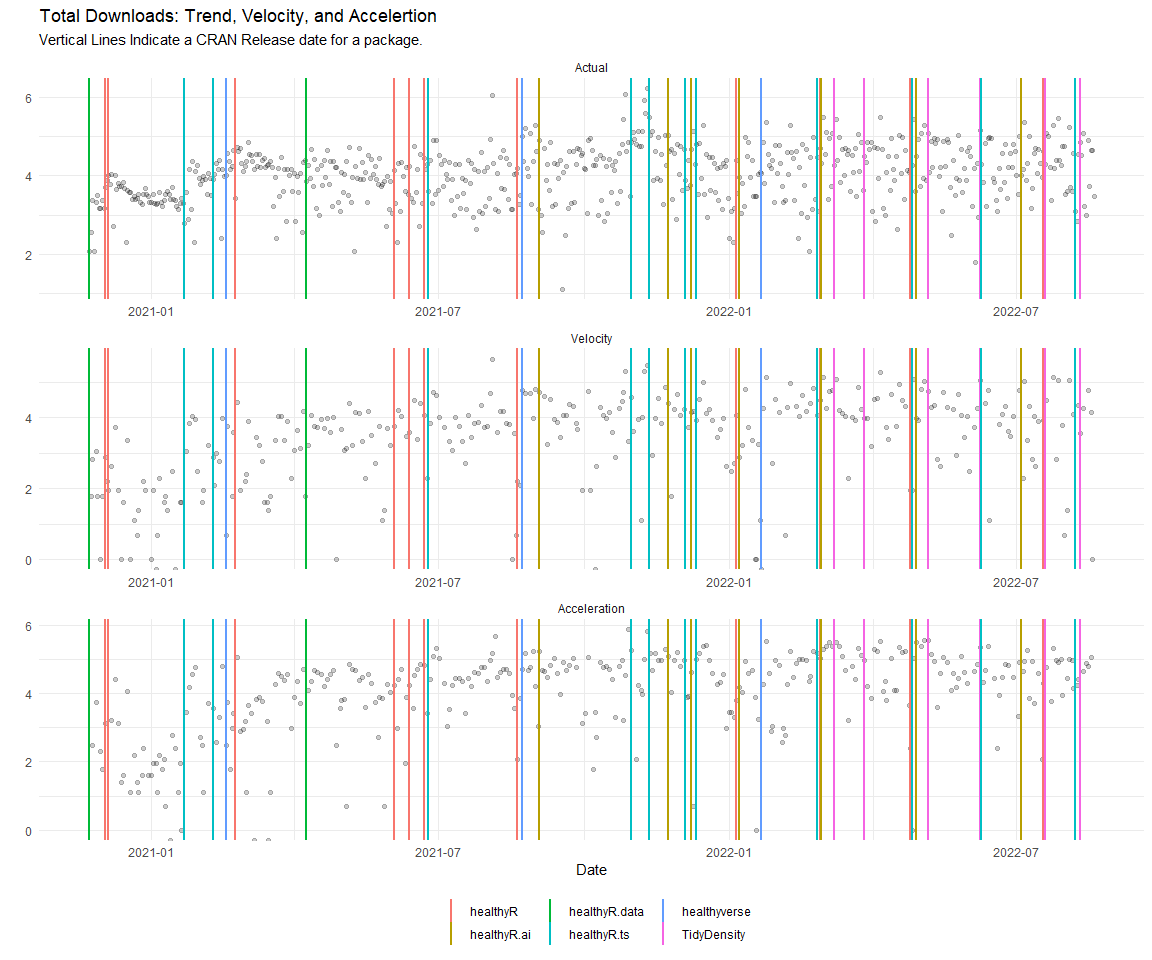 Total Downloads: Trend, Velocity, and Accelertion
Vertical Lines Indicate a CRAN Release date for a package.
Actual
6
4
2
2021-01 2021-07 2022-01 2022-07
Velocity
4
2
0
2021-01 2021-07 2022-01 2022-07
Acceleration
6
4
2
0
2021-01 2021-07 2022-01 2022-07
Date
healthyR healthyR.data healthyverse
healthyR.ai healthyR.ts TidyDensity